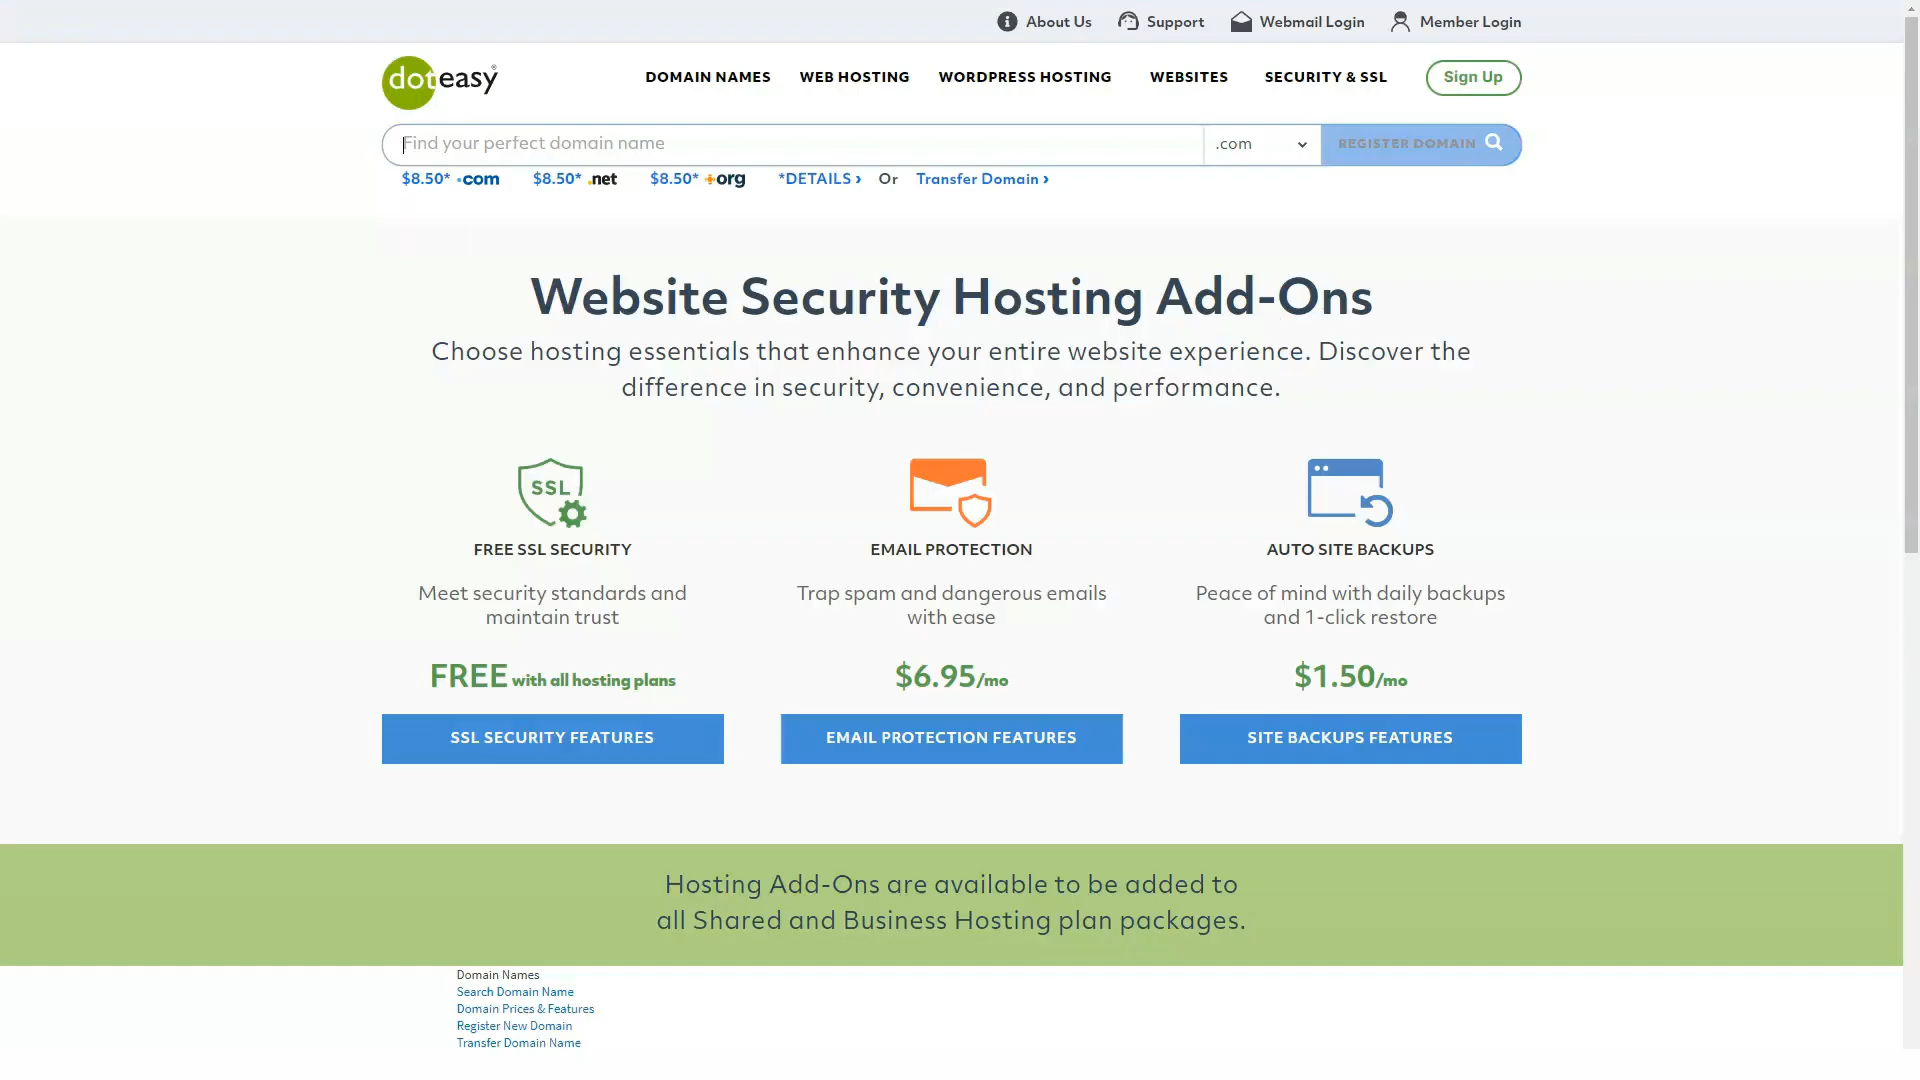 About Us Support Webmail Login Member Login
doteasy®
DOMAIN NAMES WEB HOSTING WORDPRESS HOSTING WEBSITES SECURITY & SSL Sign Up
Find your perfect domain name .com REGISTER DOMAIN
$8.50* .com $8.50* .net $8.50* org *DETAILS › Or Transfer Domain ›
Website Security Hosting Add-Ons
Choose hosting essentials that enhance your entire website experience. Discover the
difference in security, convenience, and performance.
SSL
FREE SSL SECURITY
Meet security standards and
maintain trust
FREE with all hosting plans
SSL SECURITY FEATURES
EMAIL PROTECTION
Trap spam and dangerous emails
with ease
$6.95/mo
EMAIL PROTECTION FEATURES
AUTO SITE BACKUPS
Peace of mind with daily backups
and 1-click restore
$1.50/mo
SITE BACKUPS FEATURES
Hosting Add-Ons are available to be added to
all Shared and Business Hosting plan packages.
Domain Names
Search Domain Name
Domain Prices & Features
Register New Domain
Transfer Domain Name